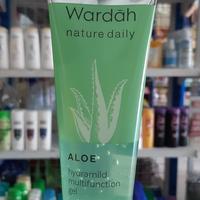 Wardah
nature daily
ALOE
hydramild
multifunction
gel